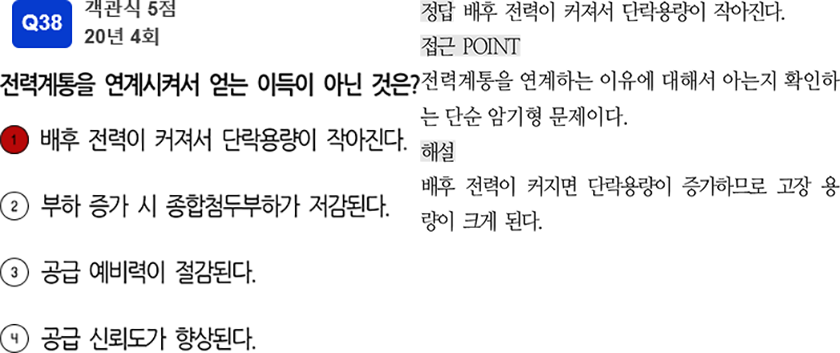 Q38
객관식 5점
20년 4회
전력계통을 연계시켜서 얻는 이득이 아닌 것은?
1 배후 전력이 커져서 단락용량이 작아진다.
2 부하 증가 시 종합첨두부하가 저감된다.
3 공급 예비력이 절감된다.
4 공급 신뢰도가 향상된다.
정답 배후 전력이 커져서 단락용량이 작아진다.
접근 POINT
전력계통을 연계하는 이유에 대해서 아는지 확인하
는 단순 암기형 문제이다.
해설
배후 전력이 커지면 단락용량이 증가하므로 고장 용
량이 크게 된다.